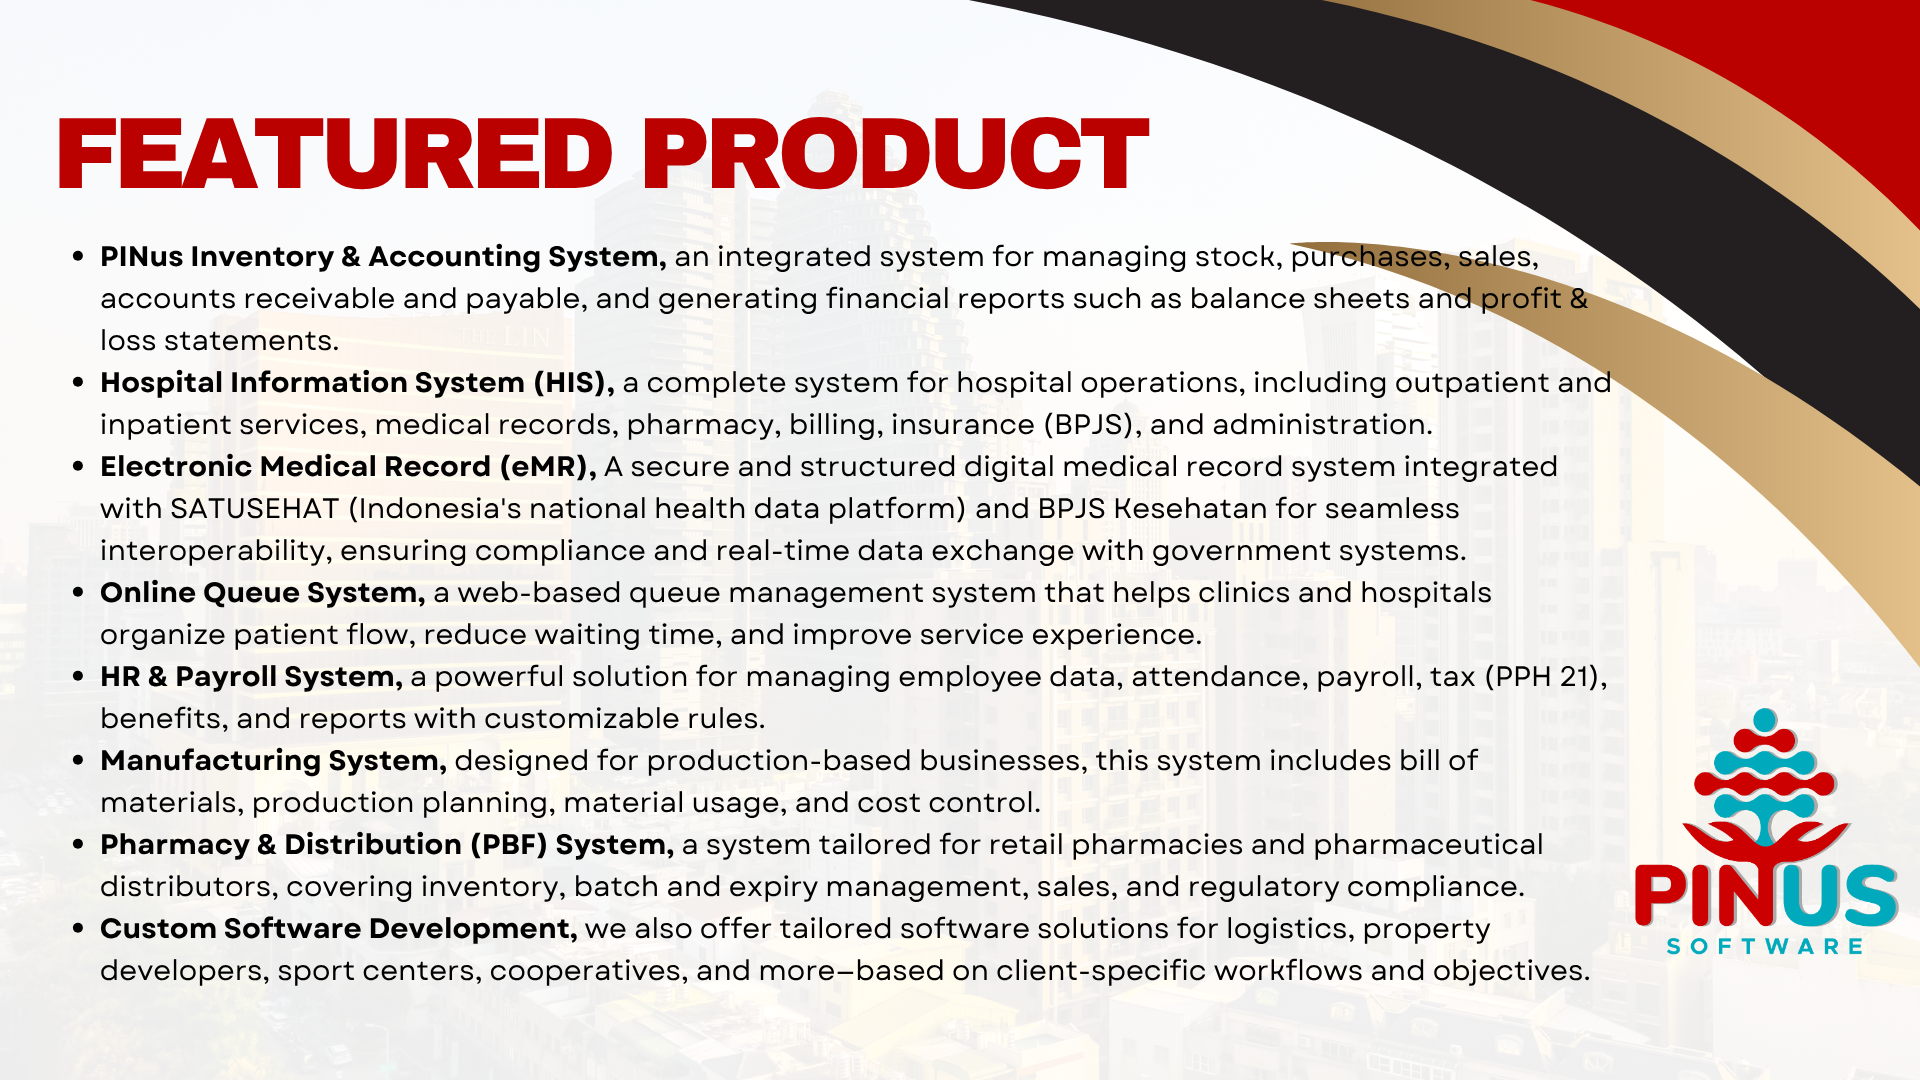 FEATURED PRODUCT
• PINus Inventory & Accounting System, an integrated system for managing stock, purchases, sales,
accounts receivable and payable, and generating financial reports such as balance sheets and profit &
loss statements.
• Hospital Information System (HIS), a complete system for hospital operations, including outpatient and
inpatient services, medical records, pharmacy, billing, insurance (BPJS), and administration.
• Electronic Medical Record (eMR), A secure and structured digital medical record system integrated
with SATUSEHAT (Indonesia's national health data platform) and BPJS Kesehatan for seamless
interoperability, ensuring compliance and real-time data exchange with government systems.
• Online Queue System, a web-based queue management system that helps clinics and hospitals
organize patient flow, reduce waiting time, and improve service experience.
• HR & Payroll System, a powerful solution for managing employee data, attendance, payroll, tax (PPH 21),
benefits, and reports with customizable rules.
• Manufacturing System, designed for production-based businesses, this system includes bill of
materials, production planning, material usage, and cost control.
• Pharmacy & Distribution (PBF) System, a system tailored for retail pharmacies and pharmaceutical
distributors, covering inventory, batch and expiry management, sales, and regulatory compliance.
• Custom Software Development, we also offer tailored software solutions for logistics, property
developers, sport centers, cooperatives, and more—based on client-specific workflows and objectives.
PINUS
SOFTWARE
THE LIN